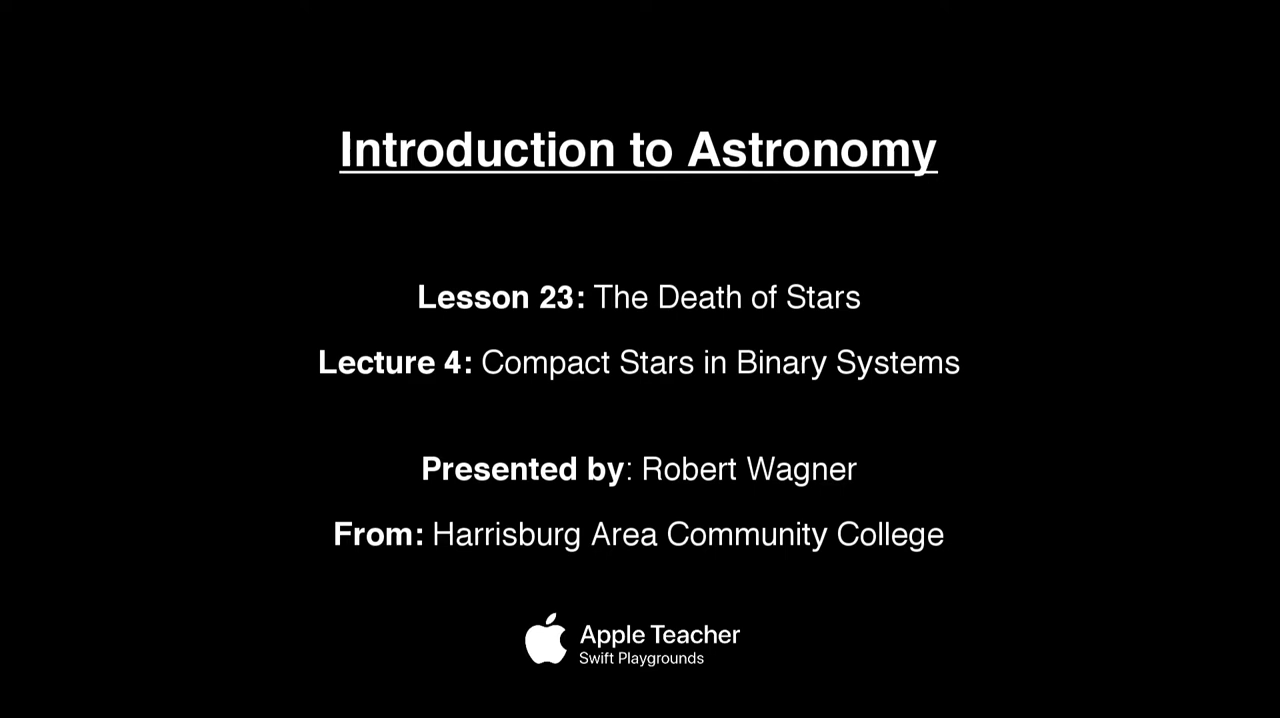 Introduction to Astronomy
Lesson 23: The Death of Stars
Lecture 4: Compact Stars in Binary Systems
Presented by: Robert Wagner
From: Harrisburg Area Community College
Apple Teacher
Swift Playgrounds